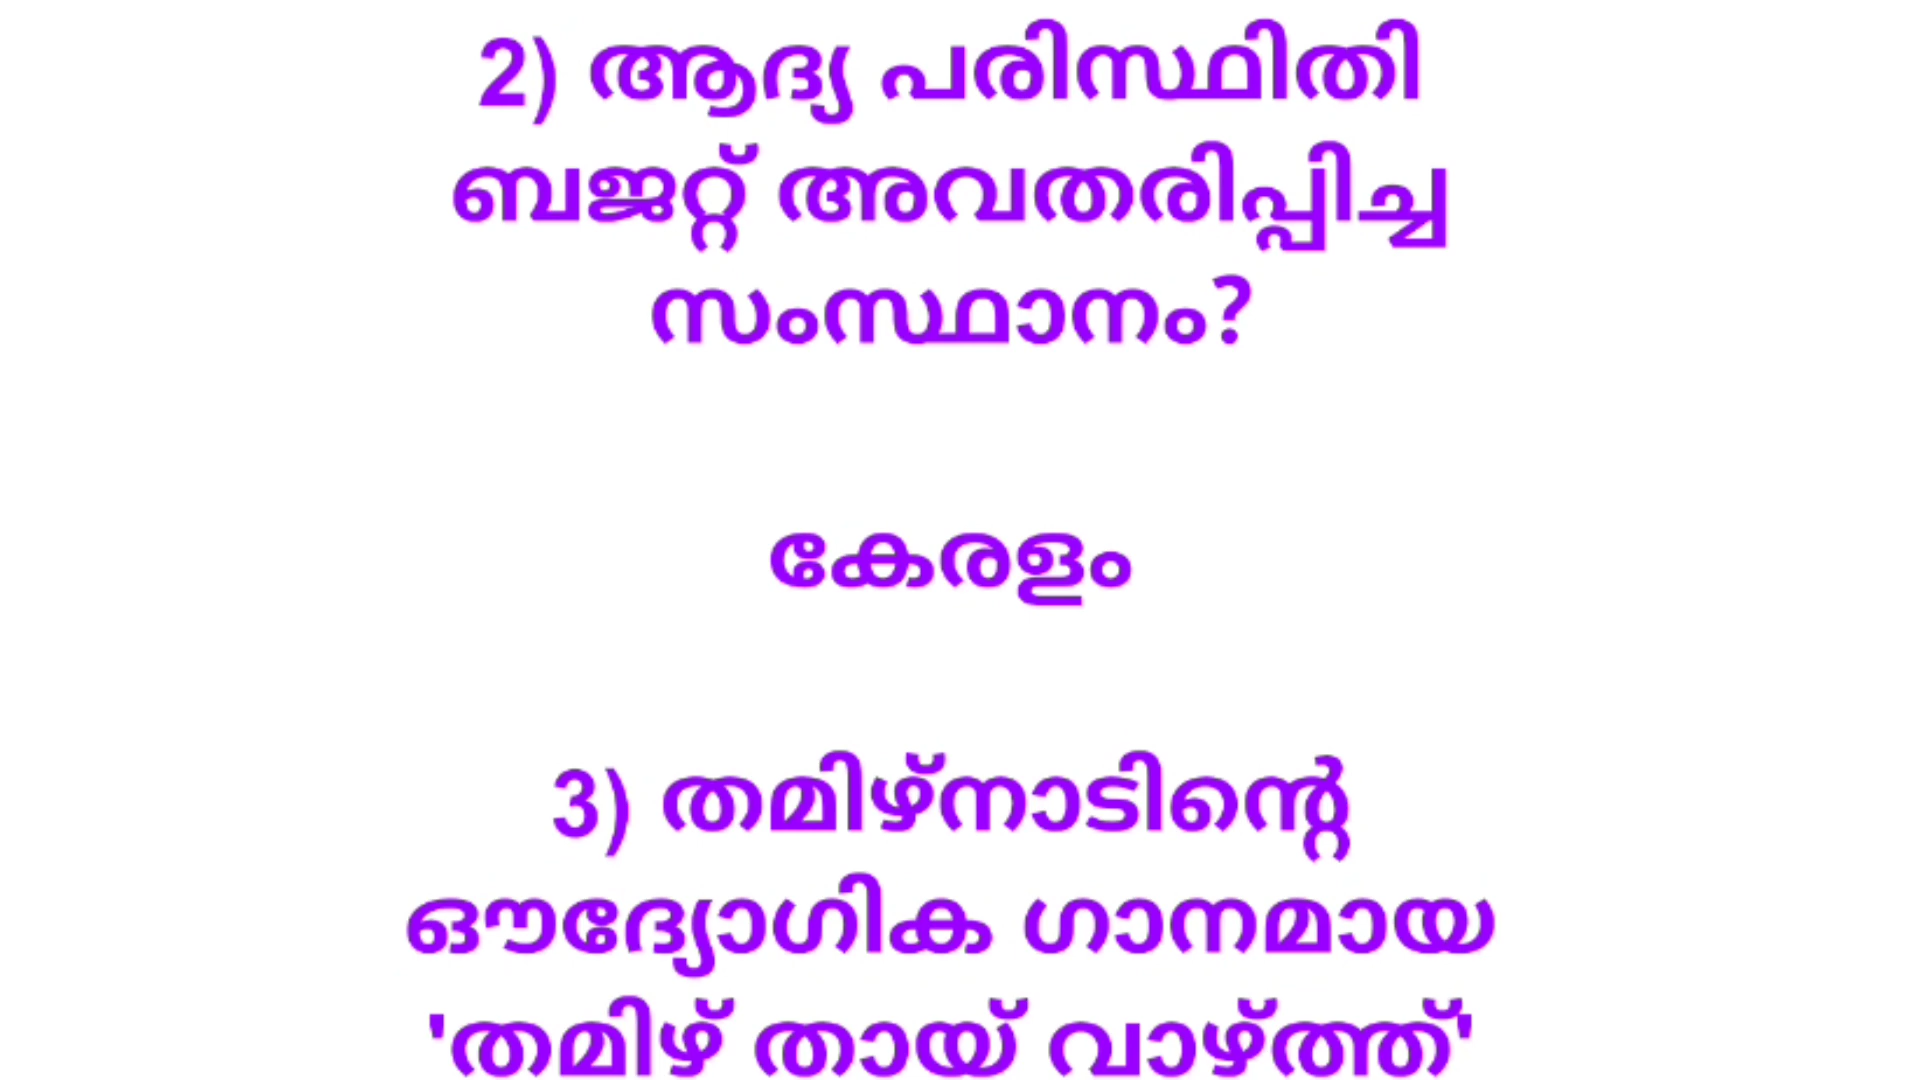 2) ആദ്യ പരിസ്ഥിതി
ബജറ്റ് അവതരിപ്പിച്ച
സംസ്ഥാനം?
കേരളം
3) തമിഴ്നാടിന്റെ
ഔദ്യോഗിക ഗാനമായ
'തമിഴ് തായ് വാഴ്ത്ത്'